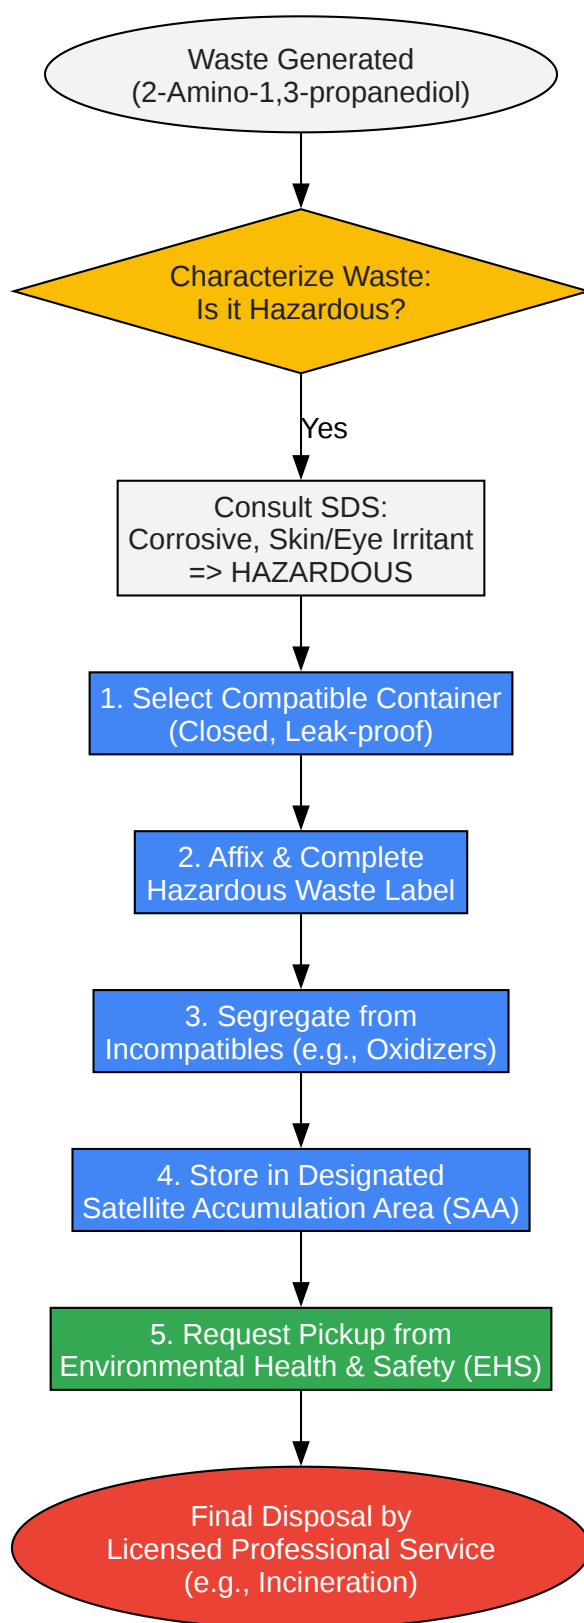 Waste Generated
(2-Amino-1,3-propanediol)
Characterize Waste:
Is it Hazardous?
Yes
Consult SDS:
Corrosive, Skin/Eye Irritant
=> HAZARDOUS
1. Select Compatible Container
(Closed, Leak-proof)
2. Affix & Complete
Hazardous Waste Label
3. Segregate from
Incompatibles (e.g., Oxidizers)
4. Store in Designated
Satellite Accumulation Area (SAA)
5. Request Pickup from
Environmental Health & Safety (EHS)
Final Disposal by
Licensed Professional Service
(e.g., Incineration)